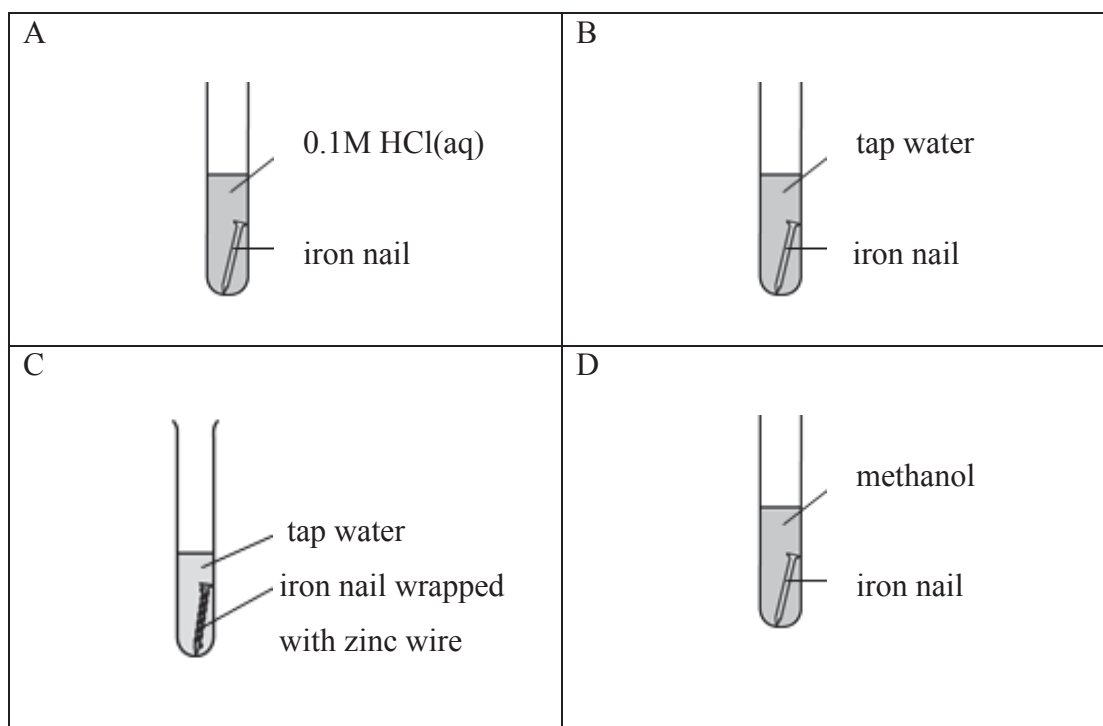 A
0.1M HCl(aq)
iron nail
B
tap water
iron nail
C
tap water
iron nail wrapped
with zinc wire
D
methanol
iron nail